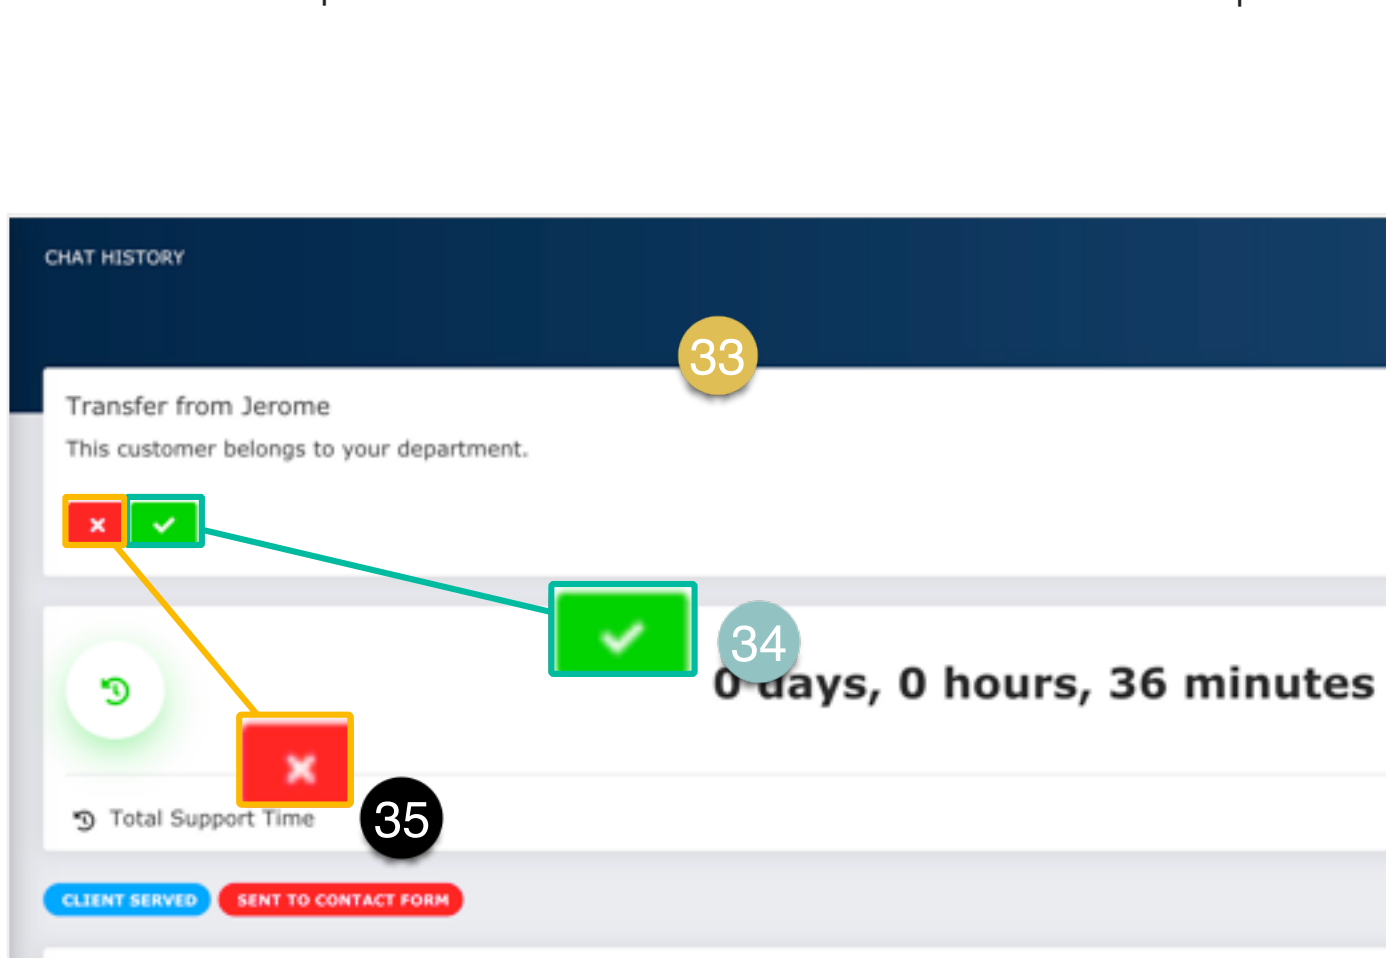 CHAT HISTORY
33
Transfer from Jerome
This customer belongs to your department.
34
0 days, 0 hours, 36 minutes
Total Support Time
35
CLIENT SERVED
SENT TO CONTACT FORM